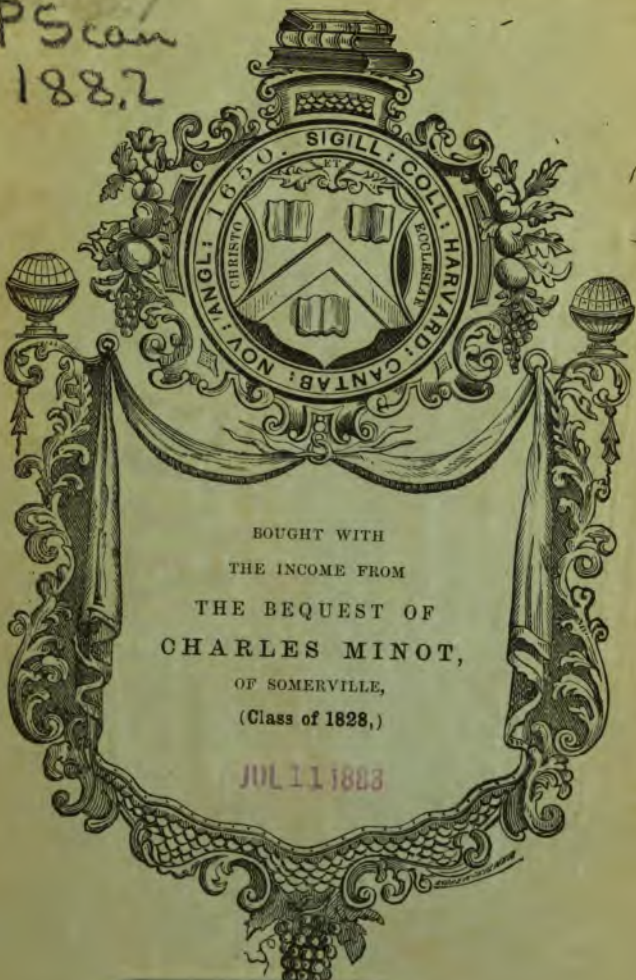 PScan
1882
SIGILL: COLL: HARVARD: CANTAB: NOV: ANGL: 1650.
ET
CHRISTO
ECCLESIAE
BOUGHT WITH
THE INCOME FROM
THE BEQUEST OF
CHARLES MINOT,
OF SOMERVILLE,
(Class of 1828,)
JUL 11 1883